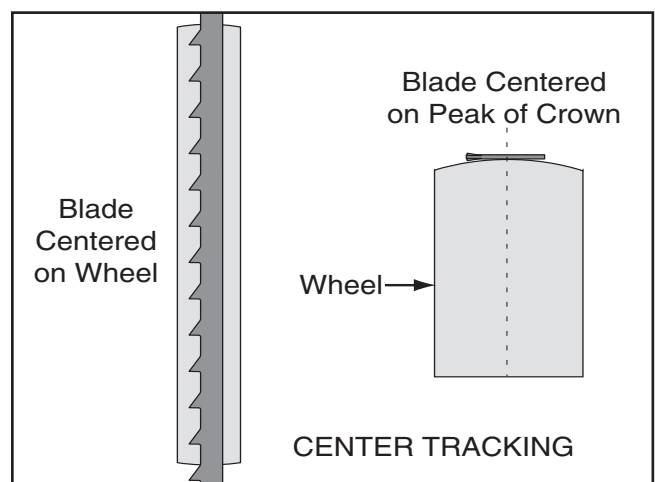 Blade
Centered
on Wheel
Blade Centered
on Peak of Crown
Wheel
CENTER TRACKING